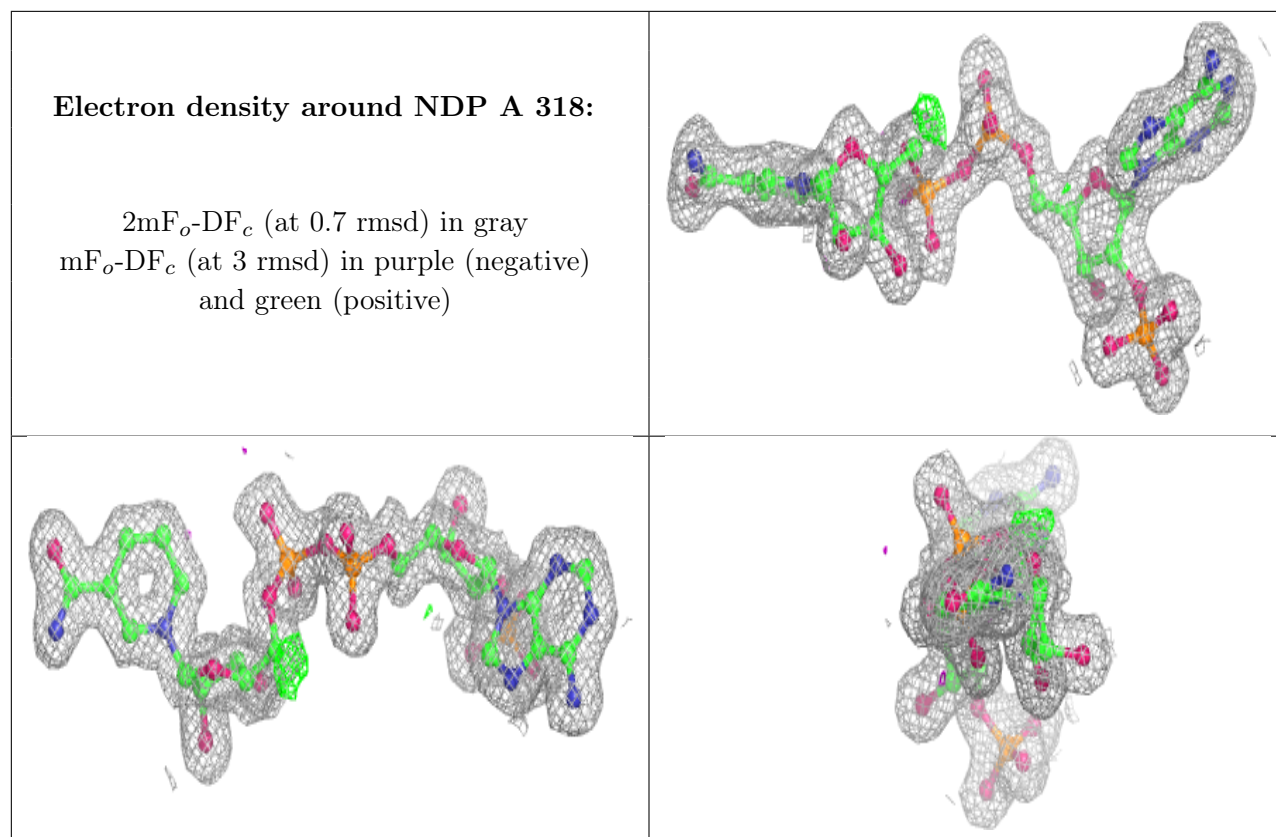 Electron density around NDP A 318:
2mFo-DFc (at 0.7 rmsd) in gray
mFo-DFc (at 3 rmsd) in purple (negative)
and green (positive)